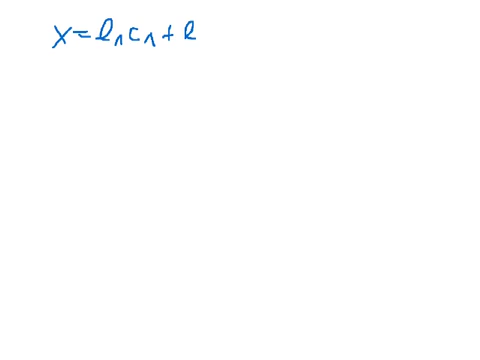 x = l₁c₁ + l